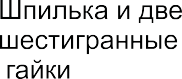 Шпилька и две
шестигранные
гайки